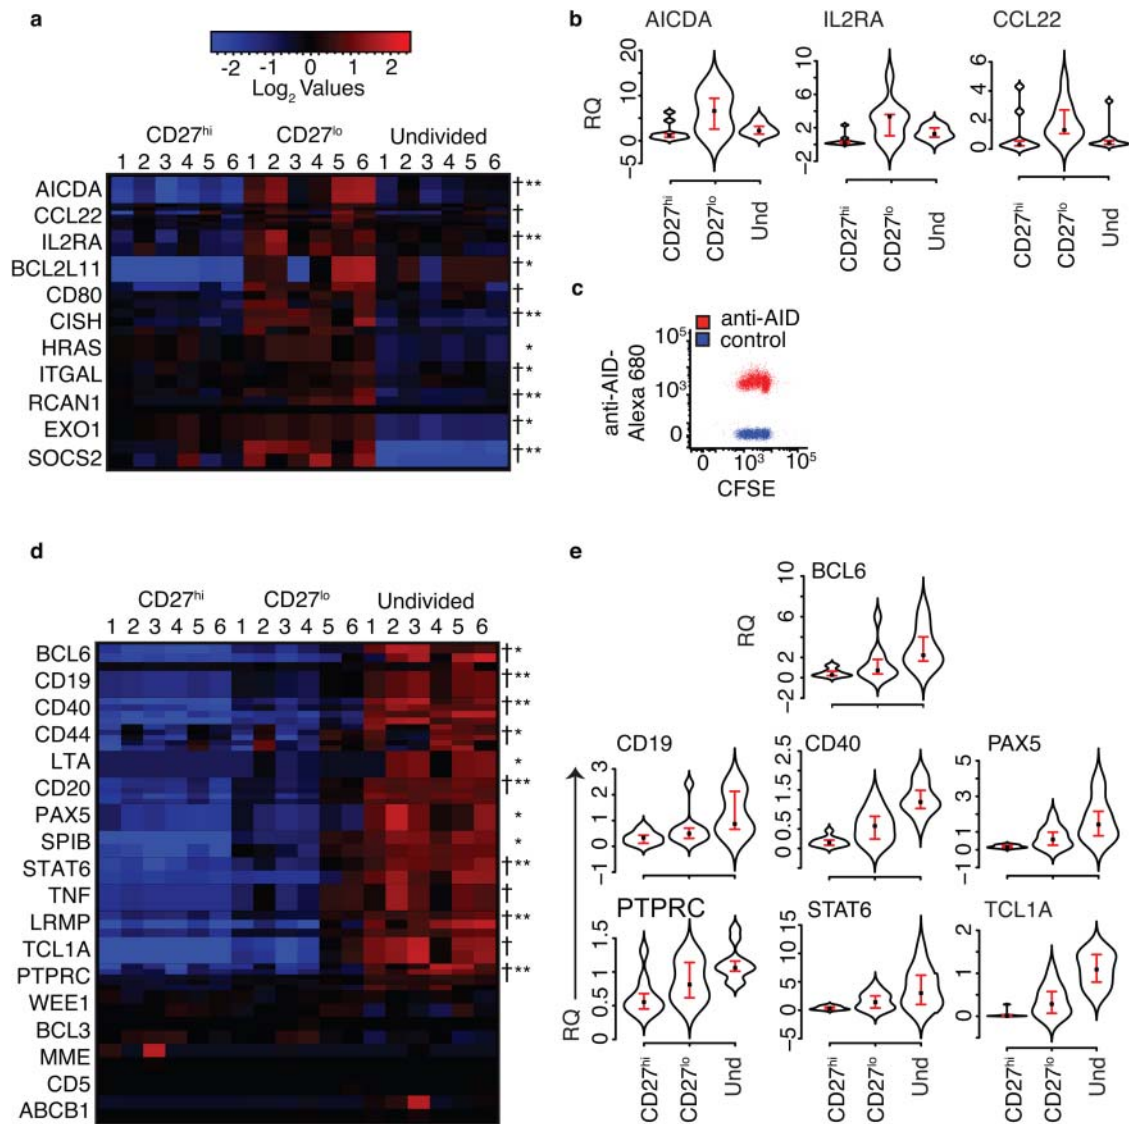 a
-2 -1 0 1 2
Log2 Values
CD27hi CD27lo Undivided
1 2 3 4 5 6 1 2 3 4 5 6 1 2 3 4 5 6
AICDA †**
CCL22 †
IL2RA †**
BCL2L11 †*
CD80 †
CISH †**
HRAS *
ITGAL †*
RCAN1 †**
EXO1 †*
SOCS2 †**
b
AICDA IL2RA CCL22
RQ
20
10
0
-5
10
6
2
-2
6
4
2
0
CD27hi CD27lo Und CD27hi CD27lo Und CD27hi CD27lo Und
c
anti-AID
control
anti-AID-
Alexa 680
105
103
0
0 103 105
CFSE
d
CD27hi CD27lo Undivided
1 2 3 4 5 6 1 2 3 4 5 6 1 2 3 4 5 6
BCL6 †*
CD19 †**
CD40 †**
CD44 †*
LTA *
CD20 †**
PAX5 *
SPIB *
STAT6 †**
TNF †
LRMP †**
TCL1A †
PTPRC †**
WEE1
BCL3
MME
CD5
ABCB1
e
BCL6
RQ
10
6
2
0
-2
CD19 CD40 PAX5
3
2
1
0
-1
2.5
1.5
0.5
0
5
3
1
0
-1
PTPRC STAT6 TCL1A
RQ
1.5
1
0.5
0
15
10
5
0
-5
2
1
0
CD27hi CD27lo Und CD27hi CD27lo Und CD27hi CD27lo Und